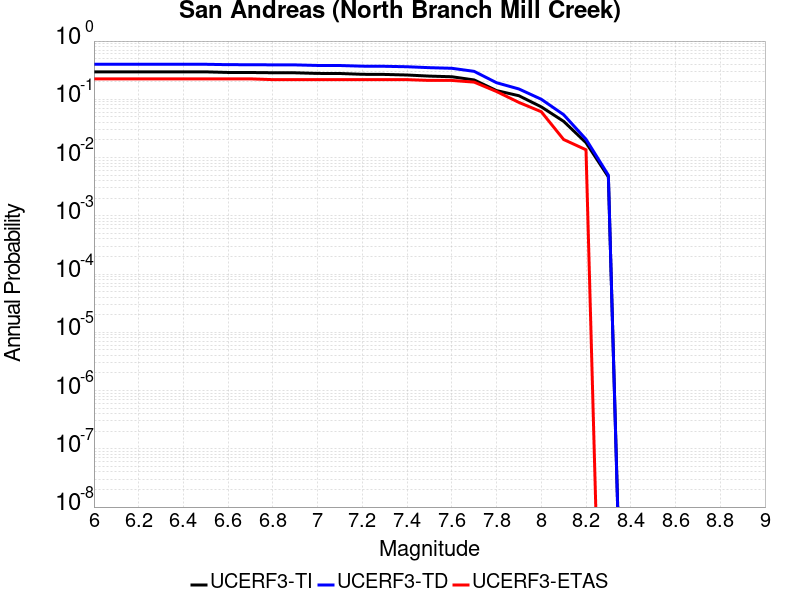 San Andreas (North Branch Mill Creek)
10^0
10^-1
10^-2
10^-3
10^-4
10^-5
10^-6
10^-7
10^-8
Annual Probability
6 6.2 6.4 6.6 6.8 7 7.2 7.4 7.6 7.8 8 8.2 8.4 8.6 8.8 9
Magnitude
UCERF3-TI UCERF3-TD UCERF3-ETAS